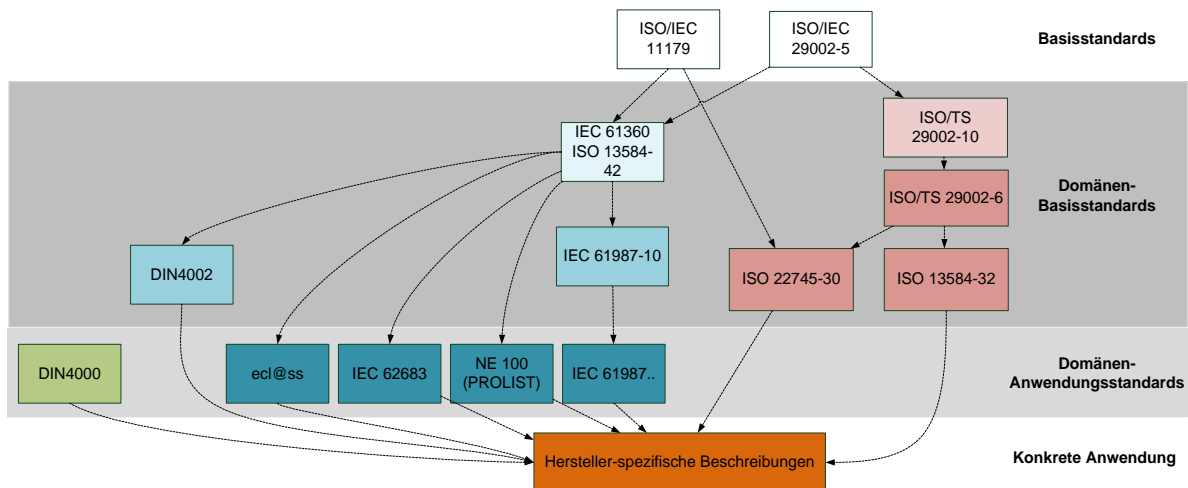 ISO/IEC
11179
ISO/IEC
29002-5
Basisstandards
IEC 61360
ISO 13584-
42
ISO/TS
29002-10
ISO/TS 29002-6
Domänen-
Basisstandards
DIN4002
IEC 61987-10
ISO 22745-30
ISO 13584-32
DIN4000
ecl@ss
IEC 62683
NE 100
(PROLIST)
IEC 61987..
Domänen-
Anwendungsstandards
Hersteller-spezifische Beschreibungen
Konkrete Anwendung